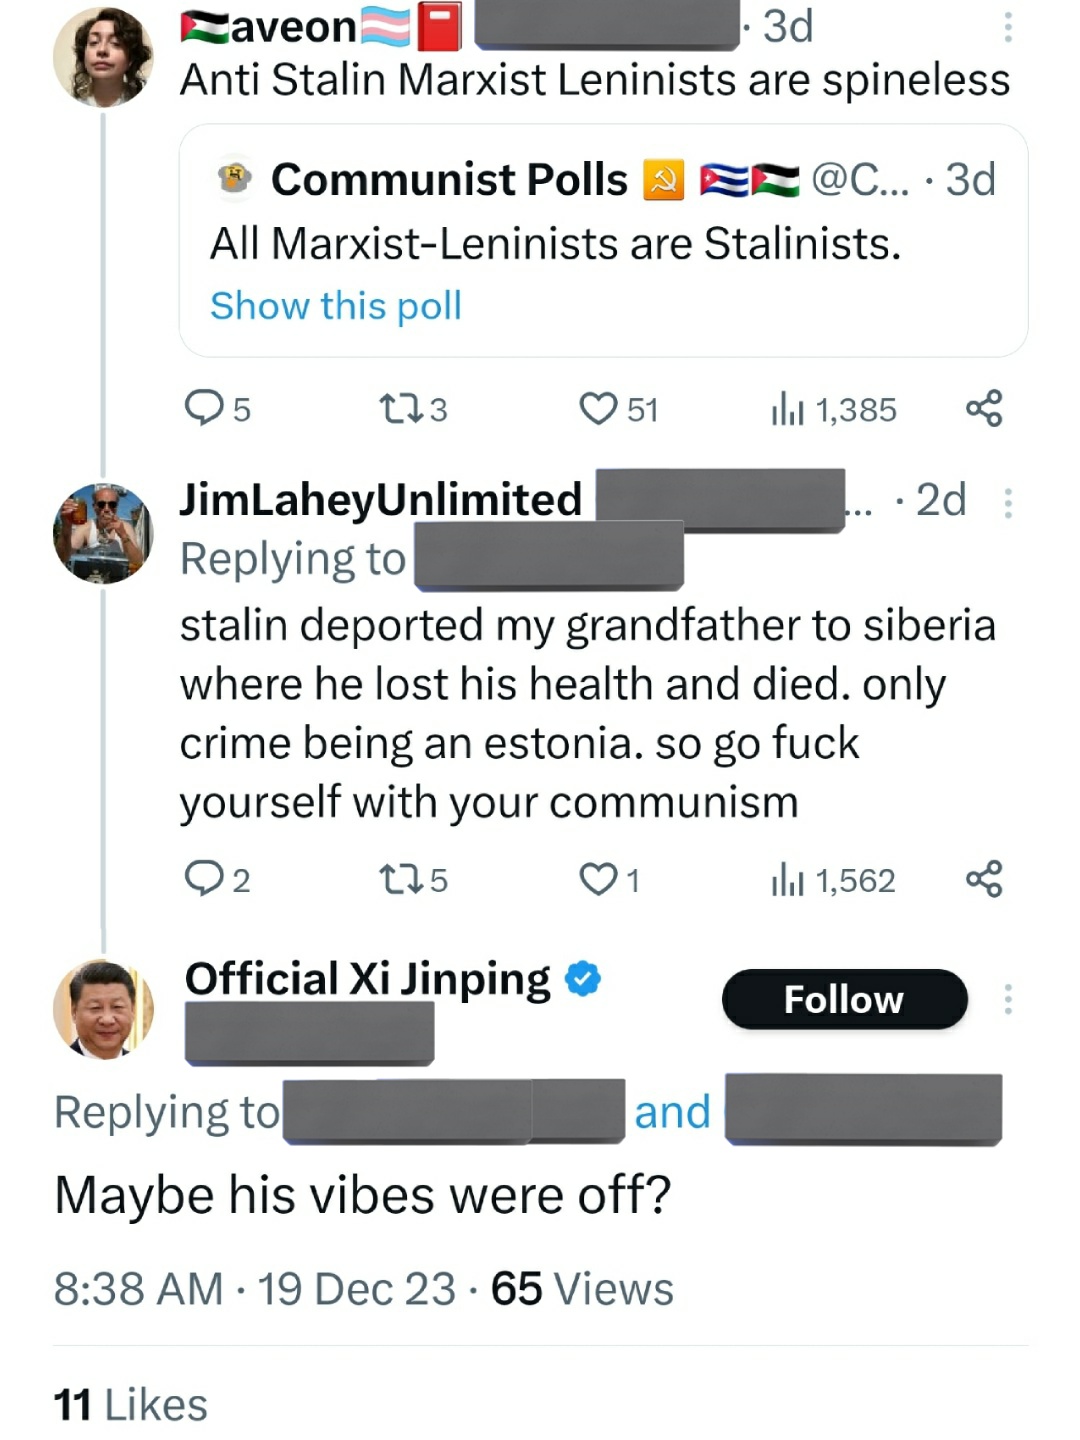 aveon
· 3d
Anti Stalin Marxist Leninists are spineless
Communist Polls @C... · 3d
All Marxist-Leninists are Stalinists.
Show this poll
5 3 51 1,385
JimLaheyUnlimited ... · 2d
Replying to
stalin deported my grandfather to siberia
where he lost his health and died. only
crime being an estonia. so go fuck
yourself with your communism
2 5 1 1,562
Official Xi Jinping
Follow
Replying to and
Maybe his vibes were off?
8:38 AM · 19 Dec 23 · 65 Views
11 Likes